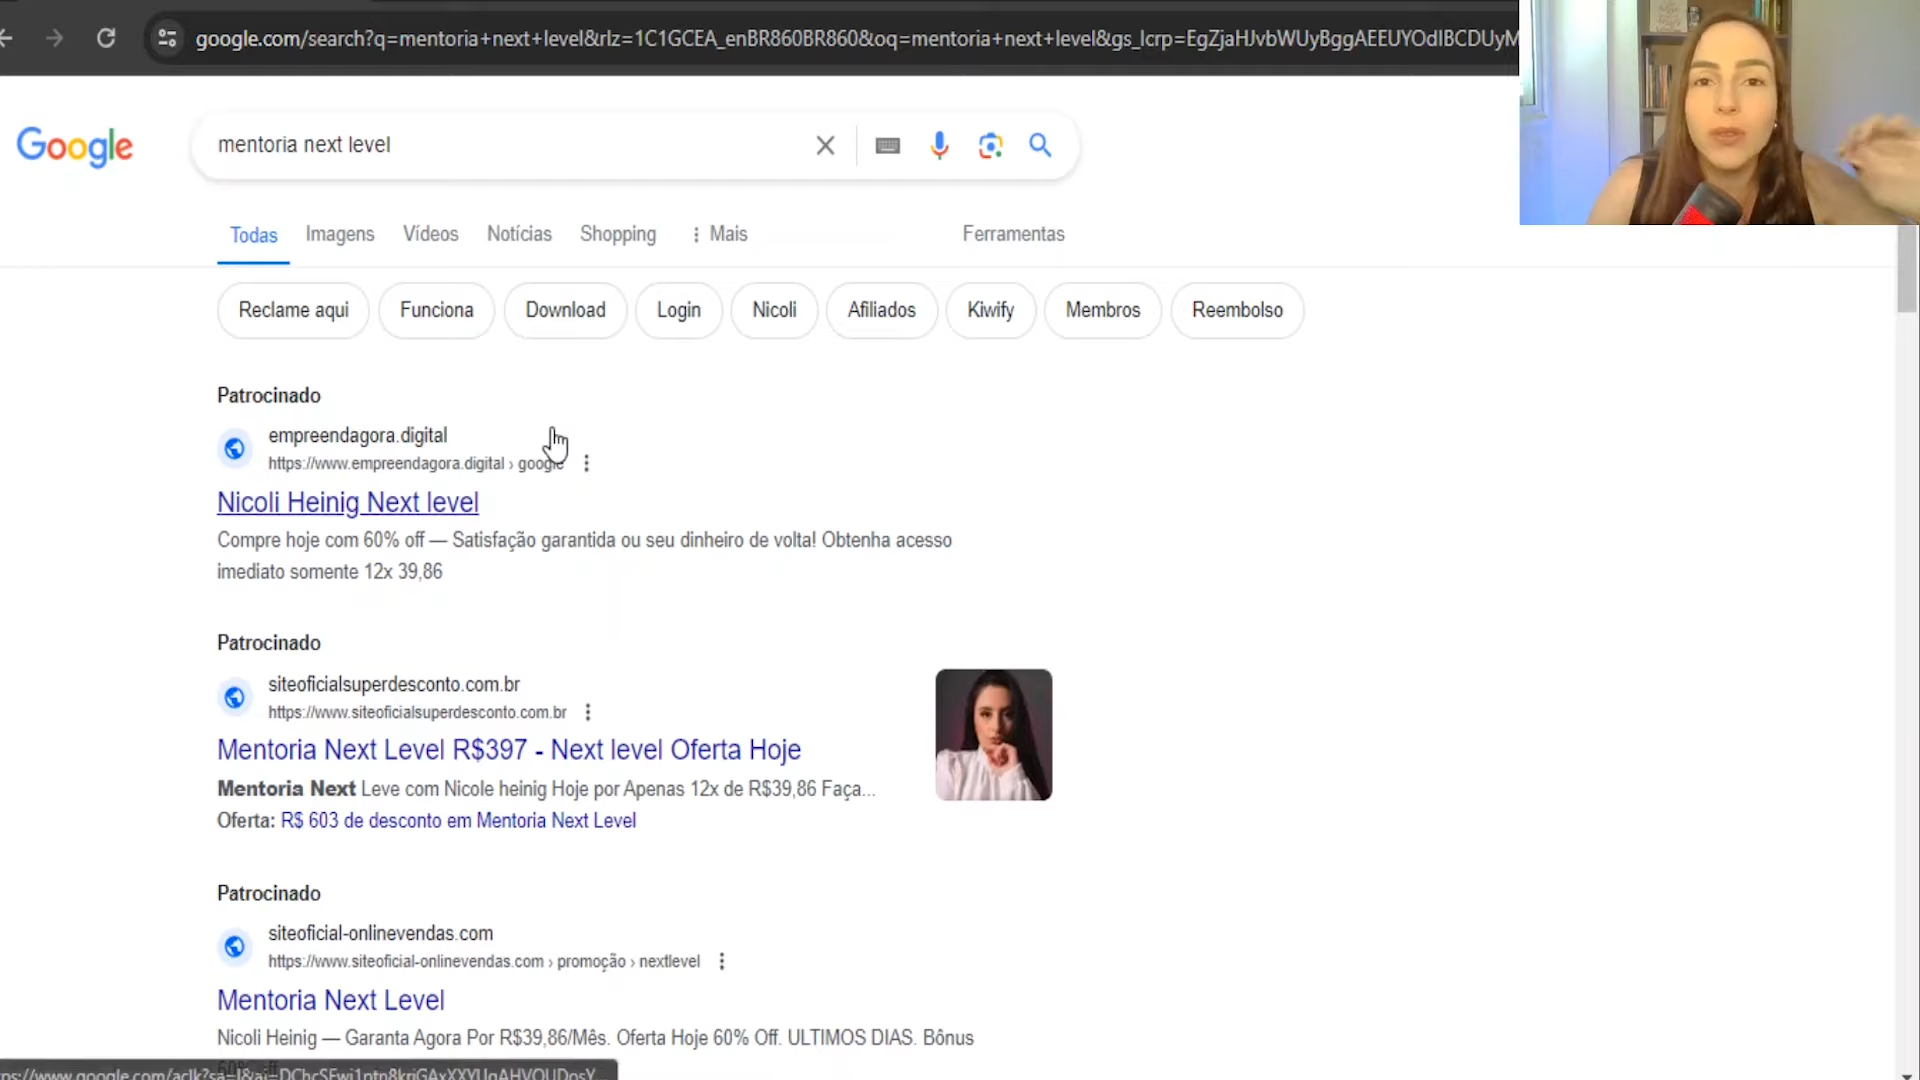 google.com/search?q=mentoria+next+level&rlz=1C1GCEA_enBR860BR860&oq=mentoria+next+level&gs_lcrp=EgZjaHJvbWUyBggAEEUYOdIBCDUyM
Google
mentoria next level
Todas Imagens Vídeos Notícias Shopping Mais Ferramentas
Reclame aqui Funciona Download Login Nicoli Afiliados Kiwify Membros Reembolso
Patrocinado
empreendagora.digital
https://www.empreendagora.digital › google
Nicoli Heinig Next level
Compre hoje com 60% off — Satisfação garantida ou seu dinheiro de volta! Obtenha acesso
imediato somente 12x 39,86
Patrocinado
siteoficialsuperdesconto.com.br
https://www.siteoficialsuperdesconto.com.br
Mentoria Next Level R$397 - Next level Oferta Hoje
Mentoria Next Leve com Nicole heinig Hoje por Apenas 12x de R$39,86 Faça...
Oferta: R$ 603 de desconto em Mentoria Next Level
Patrocinado
siteoficial-onlinevendas.com
https://www.siteoficial-onlinevendas.com › promoção › nextlevel
Mentoria Next Level
Nicoli Heinig — Garanta Agora Por R$39,86/Mês. Oferta Hoje 60% Off. ULTIMOS DIAS. Bônus